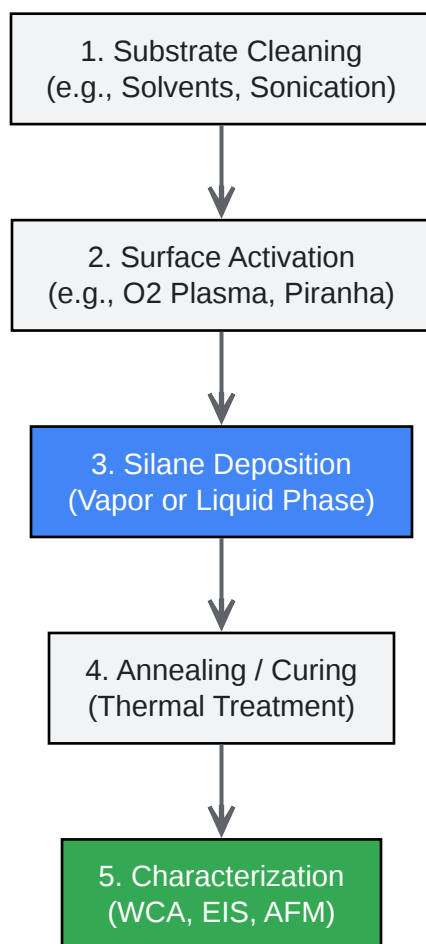 1. Substrate Cleaning
(e.g., Solvents, Sonication)
2. Surface Activation
(e.g., O2 Plasma, Piranha)
3. Silane Deposition
(Vapor or Liquid Phase)
4. Annealing / Curing
(Thermal Treatment)
5. Characterization
(WCA, EIS, AFM)